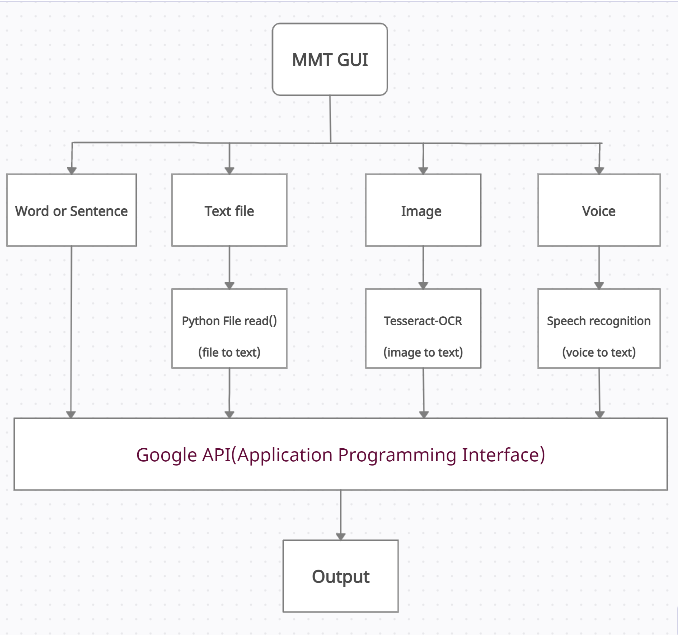 MMT GUI
Word or Sentence
Text file
Image
Voice
Python File read()
(file to text)
Tesseract-OCR
(image to text)
Speech recognition
(voice to text)
Google API(Application Programming Interface)
Output